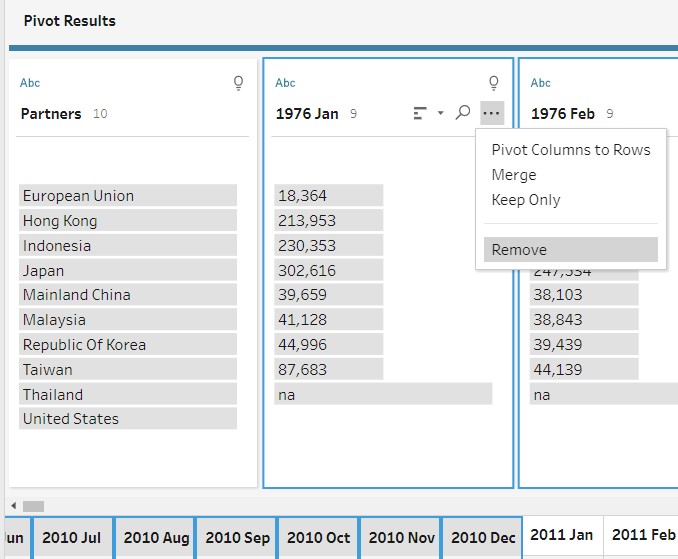 Pivot Results
Abc
Partners 10
European Union
Hong Kong
Indonesia
Japan
Mainland China
Malaysia
Republic Of Korea
Taiwan
Thailand
United States
Abc
1976 Jan 9
18,364
213,953
230,353
302,616
39,659
41,128
44,996
87,683
na
Abc
1976 Feb 9
Pivot Columns to Rows
Merge
Keep Only
Remove
38,103
38,843
39,439
44,139
na
2010 Jul 2010 Aug 2010 Sep 2010 Oct 2010 Nov 2010 Dec 2011 Jan 2011 Feb